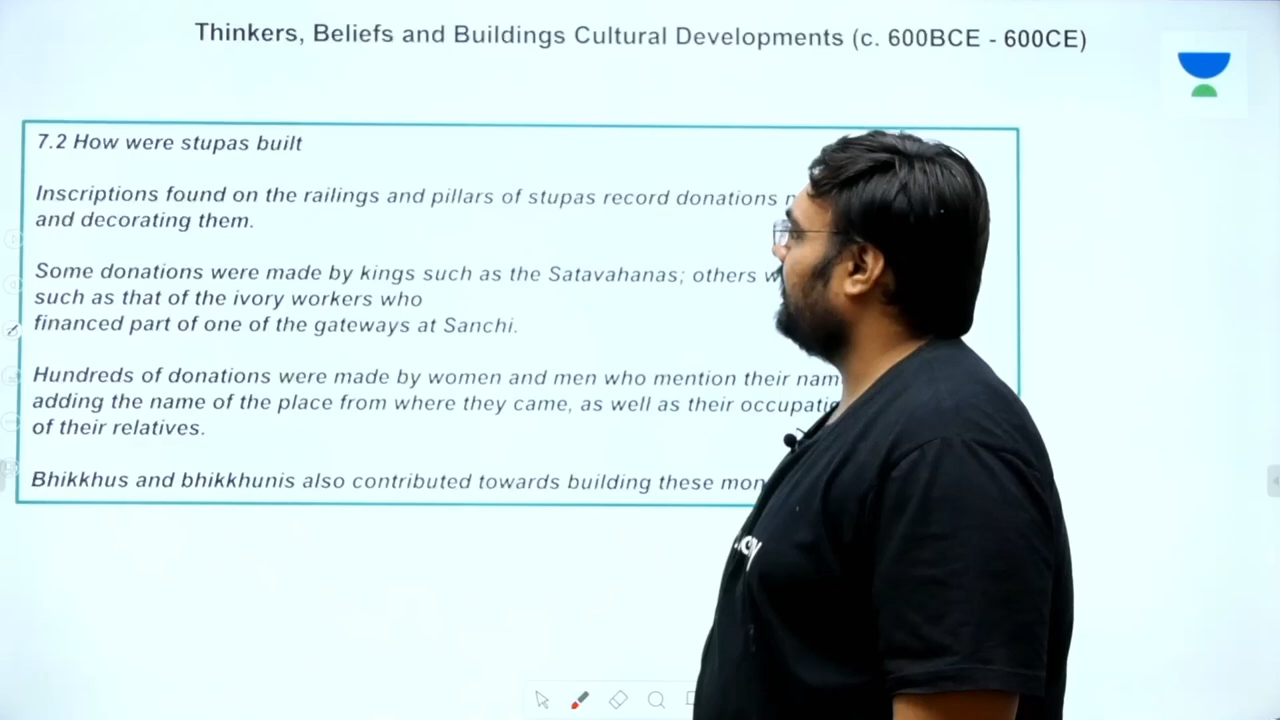 Thinkers, Beliefs and Buildings Cultural Developments (c. 600BCE - 600CE)
7.2 How were stupas built
Inscriptions found on the railings and pillars of stupas record donations
and decorating them.
Some donations were made by kings such as the Satavahanas; others
such as that of the ivory workers who
financed part of one of the gateways at Sanchi.
Hundreds of donations were made by women and men who mention their
adding the name of the place from where they came, as well as their
of their relatives.
Bhikkhus and bhikkhunis also contributed towards building these